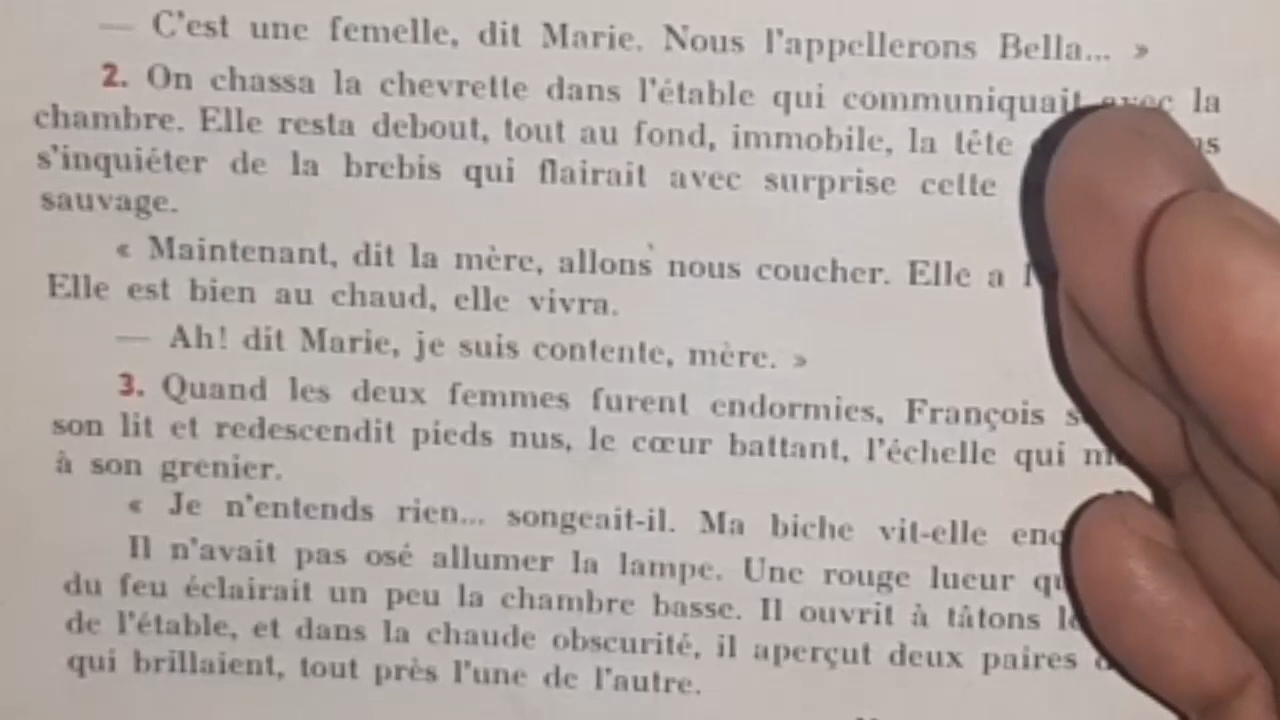 — C'est une femelle, dit Marie. Nous l'appellerons Bella... »
2. On chassa la chevrette dans l'étable qui communiquait avec la
chambre. Elle resta debout, tout au fond, immobile, la tête
s'inquiéter de la brebis qui flairait avec surprise cette
sauvage.
« Maintenant, dit la mère, allons nous coucher. Elle a
Elle est bien au chaud, elle vivra.
— Ah! dit Marie, je suis contente, mère. »
3. Quand les deux femmes furent endormies, François
son lit et redescendit pieds nus, le cœur battant, l'échelle qui
à son grenier.
« Je n'entends rien... songeait-il. Ma biche vit-elle
Il n'avait pas osé allumer la lampe. Une rouge lueur
du feu éclairait un peu la chambre basse. Il ouvrit à tâtons
de l'étable, et dans la chaude obscurité, il aperçut deux paires
qui brillaient, tout près l'une de l'autre.